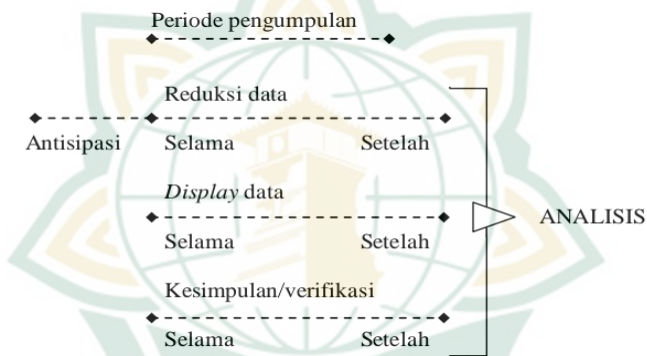 Periode pengumpulan
Reduksi data
Antisipasi Selama Setelah
Display data
Selama Setelah
ANALISIS
Kesimpulan/verifikasi
Selama Setelah